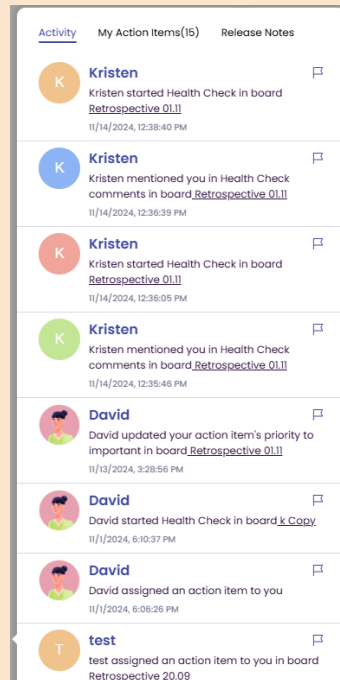 Activity My Action Items(15) Release Notes
K
Kristen
Kristen started Health Check in board
Retrospective 01.11
11/14/2024, 12:38:40 PM
K
Kristen
Kristen mentioned you in Health Check
comments in board Retrospective 01.11
11/14/2024, 12:36:39 PM
K
Kristen
Kristen started Health Check in board
Retrospective 01.11
11/14/2024, 12:36:05 PM
K
Kristen
Kristen mentioned you in Health Check
comments in board Retrospective 01.11
11/14/2024, 12:35:46 PM
David
David updated your action item's priority to
important in board Retrospective 01.11
11/13/2024, 3:28:56 PM
David
David started Health Check in board k Copy
11/1/2024, 6:10:37 PM
David
David assigned an action item to you
11/1/2024, 6:06:26 PM
T
test
test assigned an action item to you in board
Retrospective 20.09